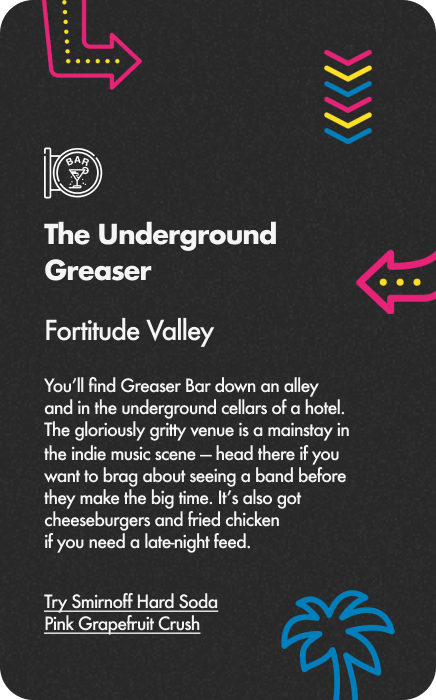 BAR
The Underground
Greaser
Fortitude Valley
You’ll find Greaser Bar down an alley
and in the underground cellars of a hotel.
The gloriously gritty venue is a mainstay in
the indie music scene – head there if you
want to brag about seeing a band before
they make the big time. It’s also got
cheeseburgers and fried chicken
if you need a late-night feed.
Try Smirnoff Hard Soda
Pink Grapefruit Crush